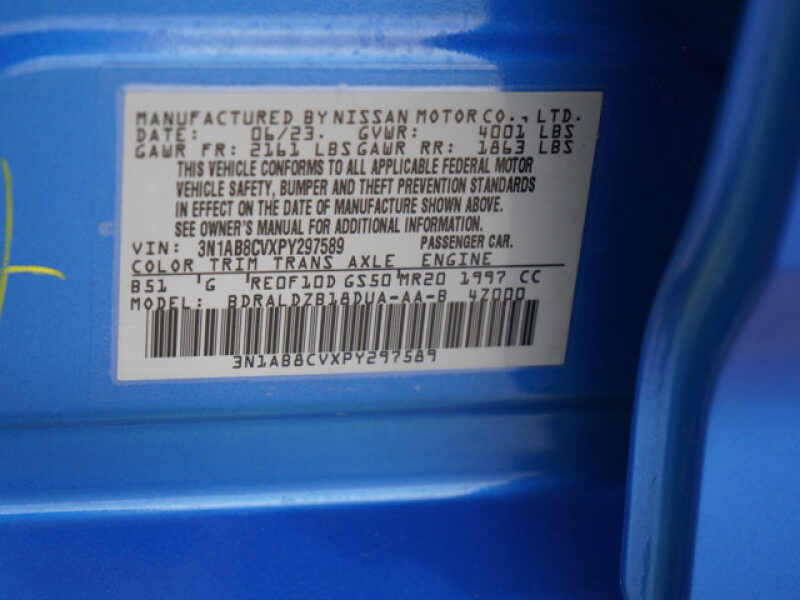 MANUFACTURED BY NISSAN MOTOR CO., LTD.
DATE: 06/23. GVWR: 4001 LBS
GAWR FR: 2161 LBS GAWR RR: 1863 LBS
THIS VEHICLE CONFORMS TO ALL APPLICABLE FEDERAL MOTOR
VEHICLE SAFETY, BUMPER AND THEFT PREVENTION STANDARDS
IN EFFECT ON THE DATE OF MANUFACTURE SHOWN ABOVE.
SEE OWNER'S MANUAL FOR ADDITIONAL INFORMATION.
VIN: 3N1AB8CVXPY297589 PASSENGER CAR.
COLOR TRIM TRANS AXLE ENGINE
B51 G RE0F10D GS50 MR20 1997 CC
MODEL: BDRALDZB18DUA-AA-B 47000
3N1AB8CVXPY297589